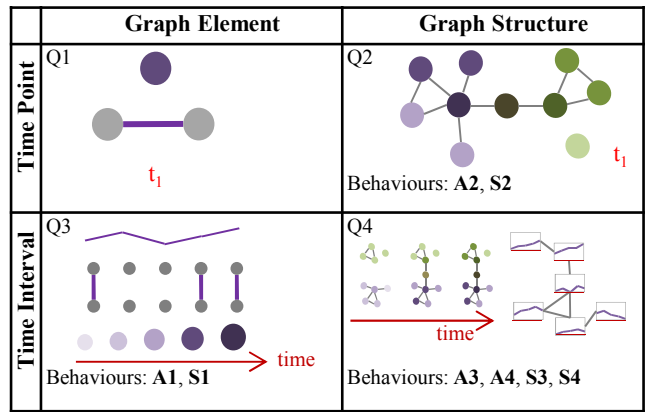 Graph Element
Graph Structure
Time Point
Q1
t1
Q2
t1
Behaviours: A2, S2
Time Interval
Q3
time
Behaviours: A1, S1
Q4
time
Behaviours: A3, A4, S3, S4